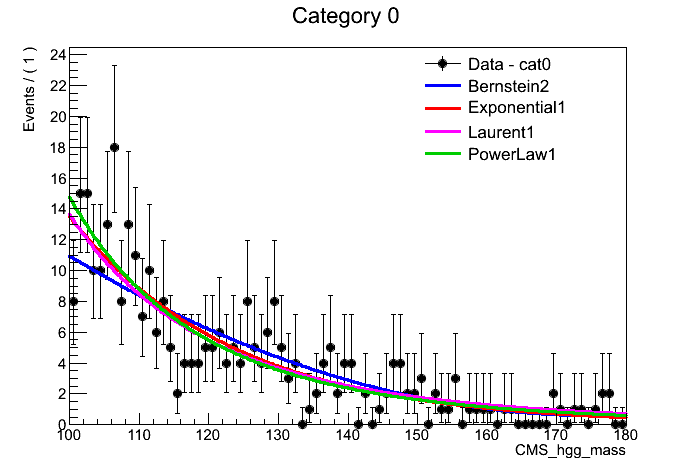 Category 0
Events / ( 1 )
24
22
20
18
16
14
12
10
8
6
4
2
0
Data - cat0
Bernstein2
Exponential1
Laurent1
PowerLaw1
100 110 120 130 140 150 160 170 180
CMS_hgg_mass